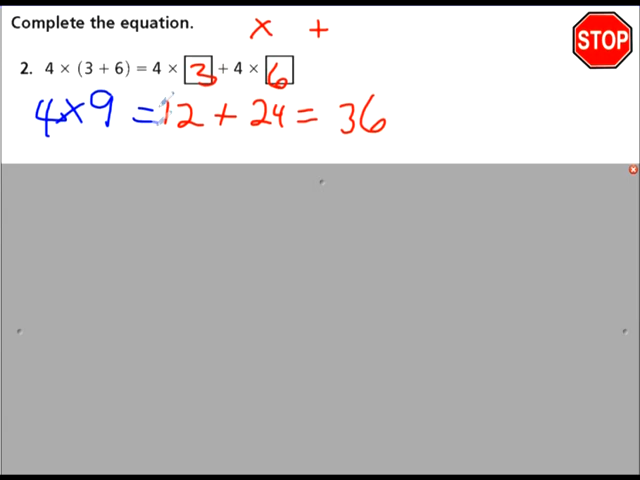 Complete the equation. × +
STOP
2. 4 × (3 + 6) = 4 × 3 + 4 × 6
4 × 9 = 12 + 24 = 36